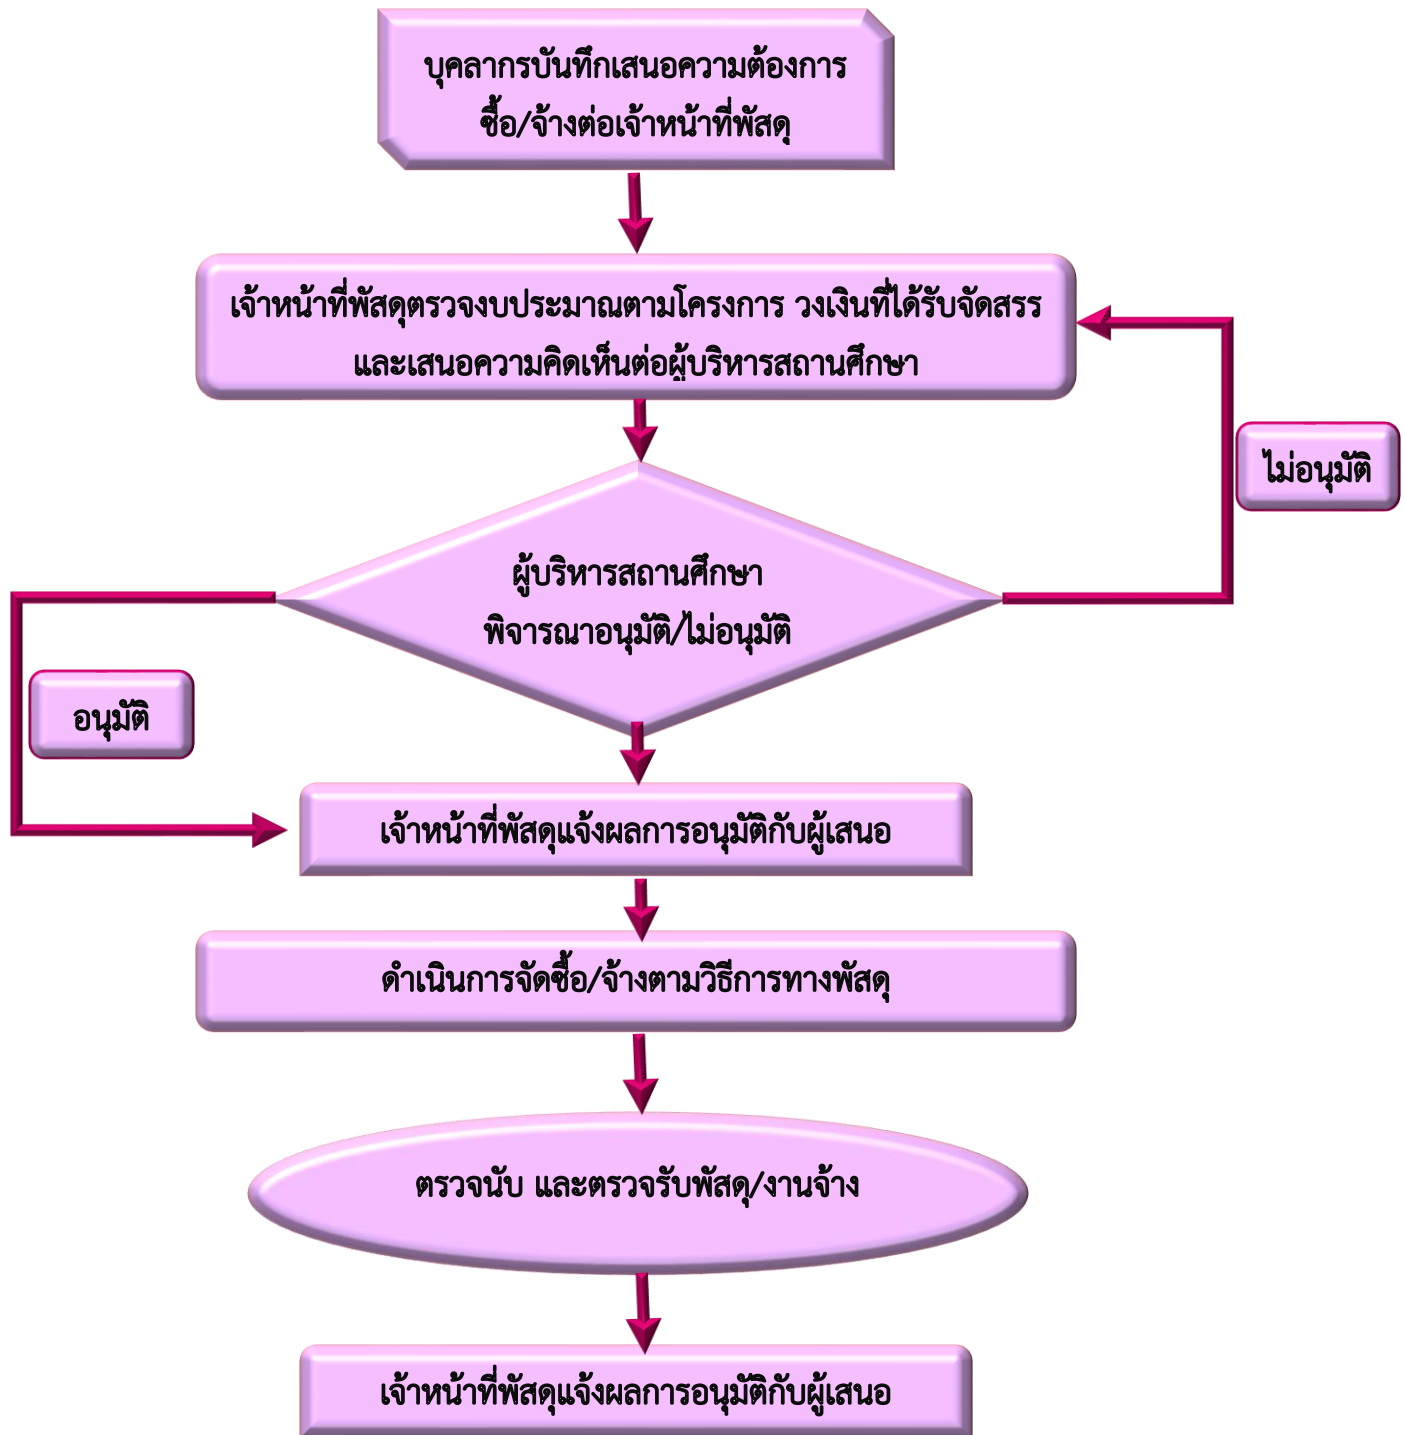 บุคลากรบันทึกเสนอความต้องการ
ซื้อ/จ้างต่อเจ้าหน้าที่พัสดุ
เจ้าหน้าที่พัสดุตรวจงบประมาณตามโครงการ วงเงินที่ได้รับจัดสรร
และเสนอความคิดเห็นต่อผู้บริหารสถานศึกษา
ไม่อนุมัติ
ผู้บริหารสถานศึกษา
พิจารณาอนุมัติ/ไม่อนุมัติ
อนุมัติ
เจ้าหน้าที่พัสดุแจ้งผลการอนุมัติกับผู้เสนอ
ดำเนินการจัดซื้อ/จ้างตามวิธีการทางพัสดุ
ตรวจนับ และตรวจรับพัสดุ/งานจ้าง
เจ้าหน้าที่พัสดุแจ้งผลการอนุมัติกับผู้เสนอ